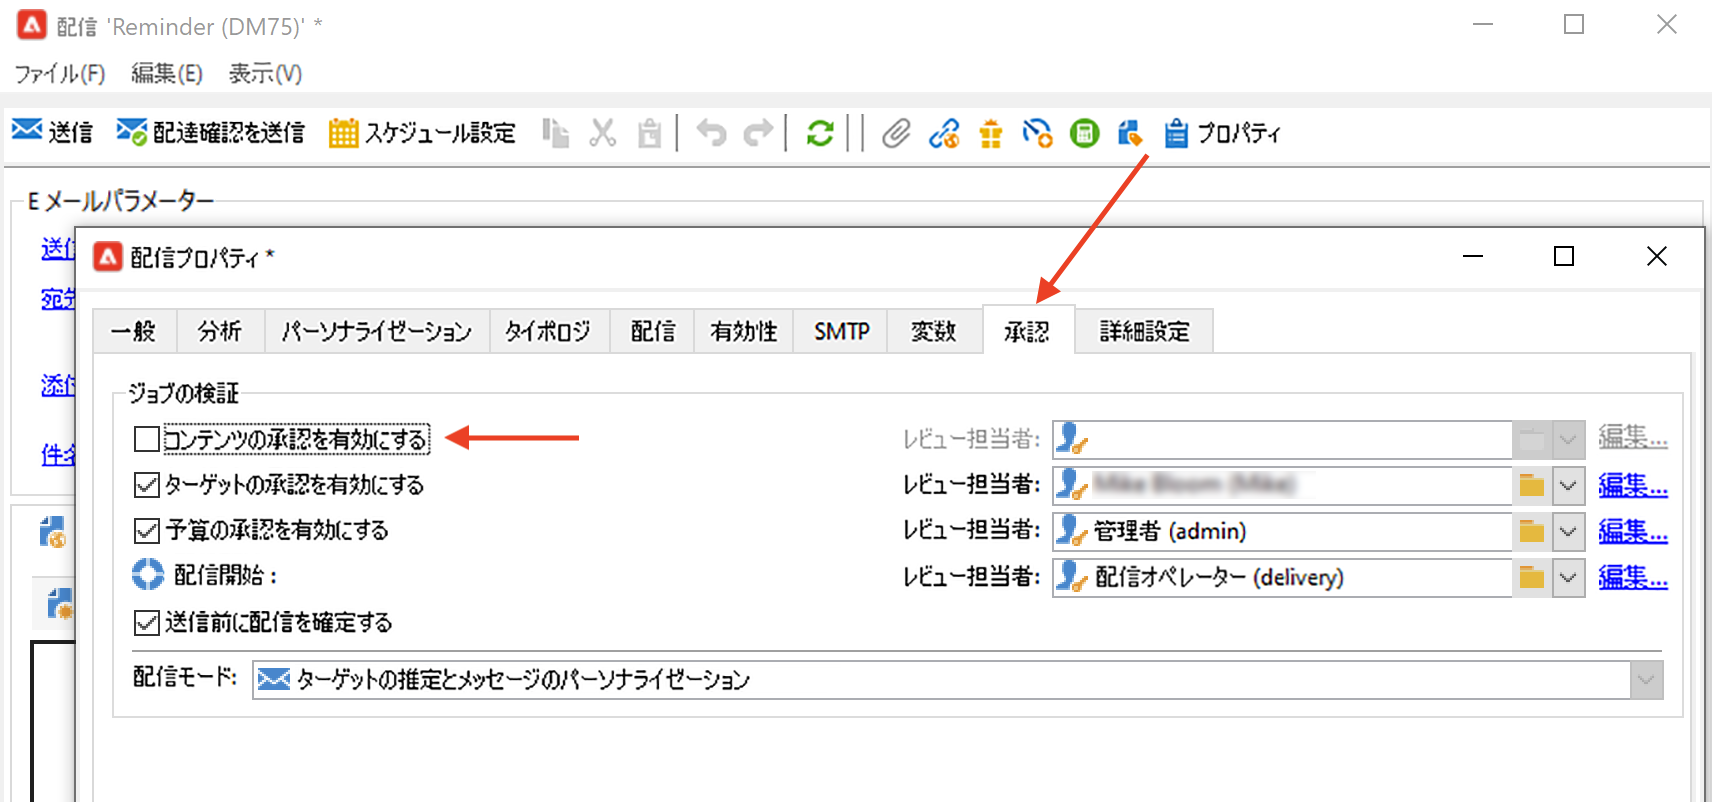 配信 'Reminder (DM75)' *
ファイル(F) 編集(E) 表示(V)
送信 配達確認を送信 スケジュール設定 プロパティ
E メールパラメーター
送信
配信プロパティ *
宛先
一般 分析 パーソナライゼーション タイポロジ 配信 有効性 SMTP 変数 承認 詳細設定
添付
ジョブの検証
コンテンツの承認を有効にする レビュー担当者: 編集...
件名
ターゲットの承認を有効にする レビュー担当者: Mike Bloom (Mike) 編集...
予算の承認を有効にする レビュー担当者: 管理者 (admin) 編集...
配信開始 : レビュー担当者: 配信オペレーター (delivery) 編集...
送信前に配信を確定する
配信モード: ターゲットの推定とメッセージのパーソナライゼーション